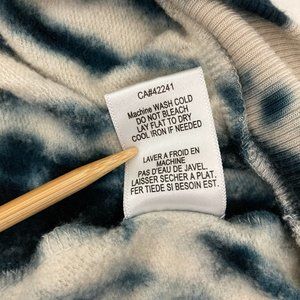 CA#42241
Machine WASH COLD
DO NOT BLEACH
LAY FLAT TO DRY
COOL IRON IF NEEDED
LAVER A FROID EN
MACHINE
PAS D'EAU DE JAVEL.
LAISSER SECHER A PLAT.
FER TIEDE SI BESOIN EST.